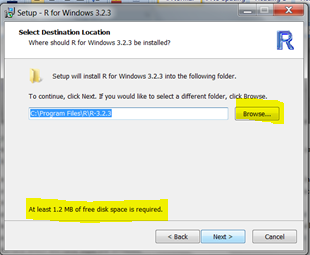 Setup - R for Windows 3.2.3
Select Destination Location
Where should R for Windows 3.2.3 be installed?
R
Setup will install R for Windows 3.2.3 into the following folder.
To continue, click Next. If you would like to select a different folder, click Browse.
C:\Program Files\R\R-3.2.3
Browse...
At least 1.2 MB of free disk space is required.
< Back
Next >
Cancel